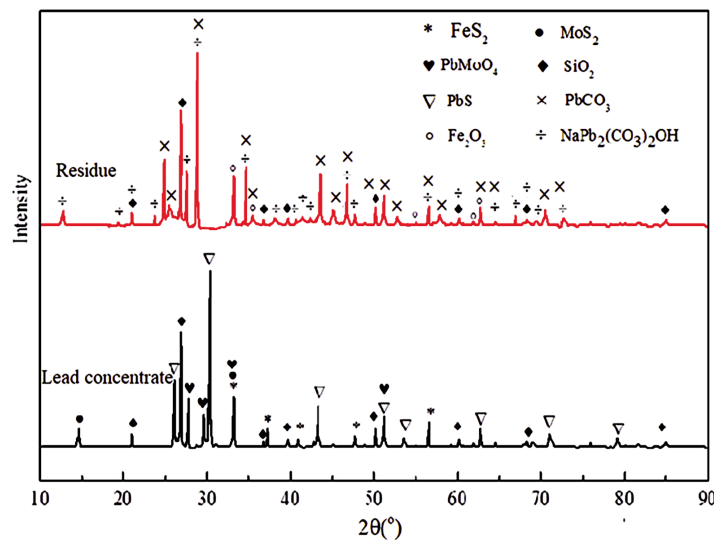 FeS2
MoS2
PbMoO4
SiO2
PbS
PbCO3
Fe2O3
NaPb2(CO3)2OH
Residue
Intensity
Lead concentrate
10 20 30 40 50 60 70 80 90
2θ(°)